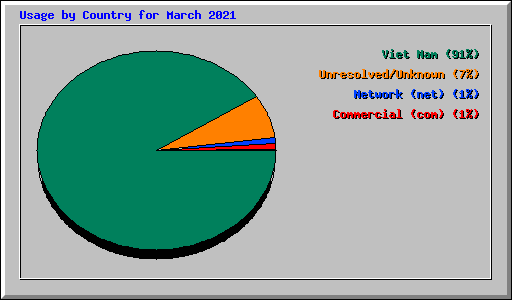 Usage by Country for March 2021
Viet Nam (91%)
Unresolved/Unknown (7%)
Network (net) (1%)
Commercial (com) (1%)